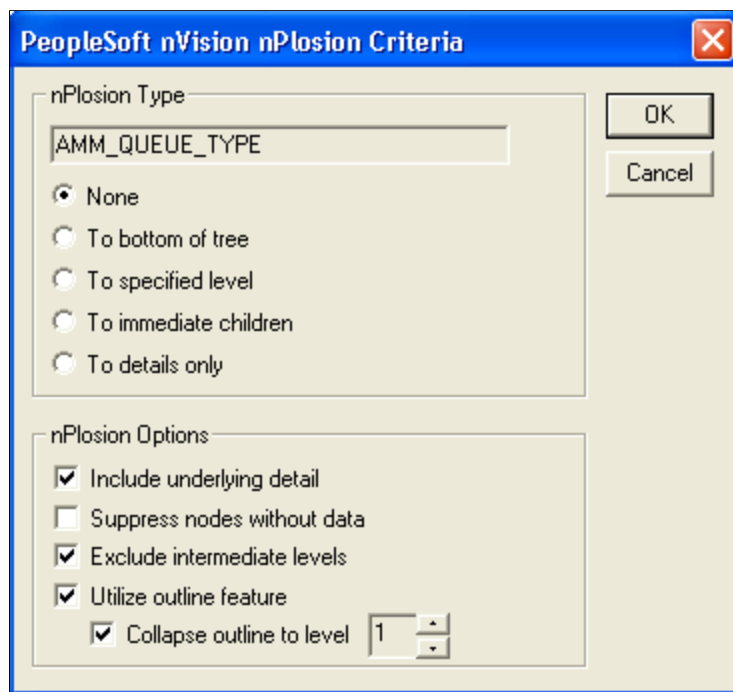 PeopleSoft nVision nPlosion Criteria
nPlosion Type
AMM_QUEUE_TYPE
OK
Cancel
None
To bottom of tree
To specified level
To immediate children
To details only
nPlosion Options
Include underlying detail
Suppress nodes without data
Exclude intermediate levels
Utilize outline feature
Collapse outline to level 1